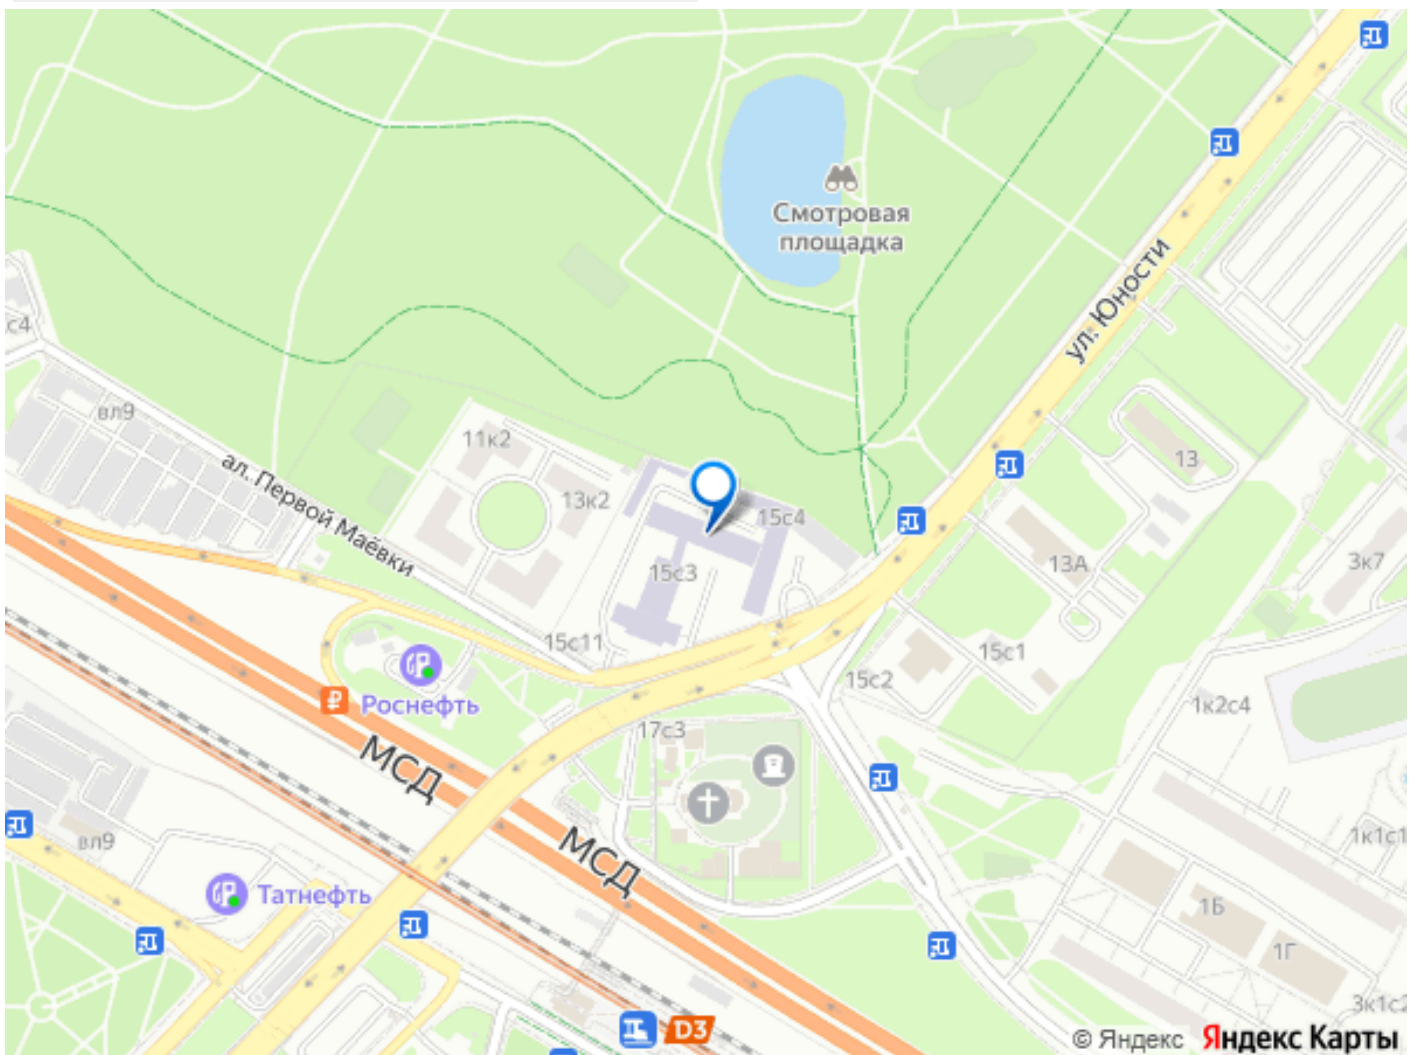 Смотровая
площадка
ул. Юности
с4
вл9
11к2
ал. Первой Маёвки
13к2
15с4
13
13А
3к7
15с3
15с11
15с1
15с2
Роснефть
₽
17с3
1к2с4
МСД
МСД
вл9
1к1с1
Татнефть
1Б
1Г
3к1с2
D3
© Яндекс Яндекс Карты